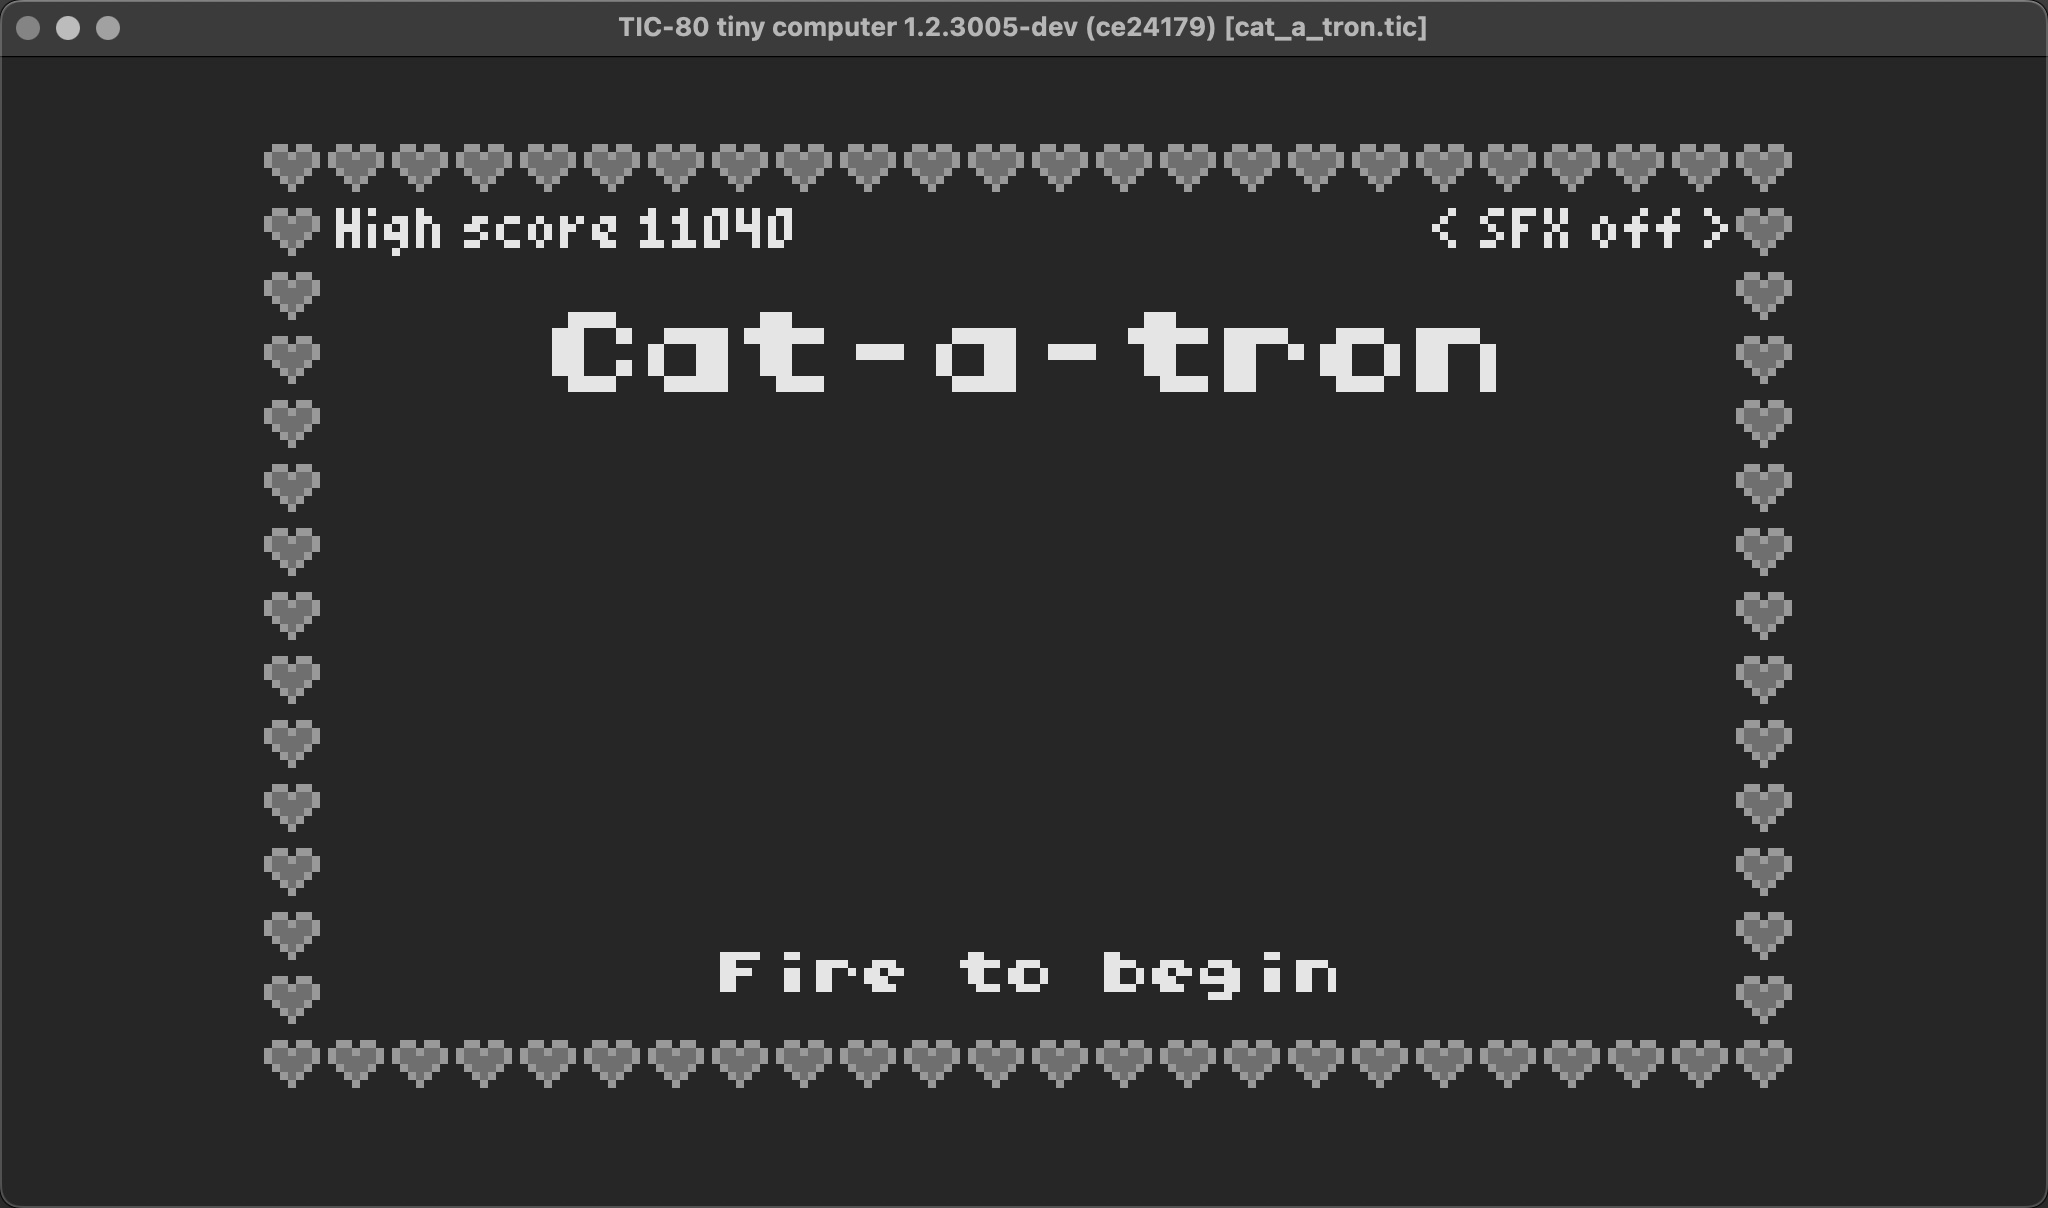 TIC-80 tiny computer 1.2.3005-dev (ce24179) [cat_a_tron.tic]
High score 11040 < SFX off >
Cat-a-tron
Fire to begin